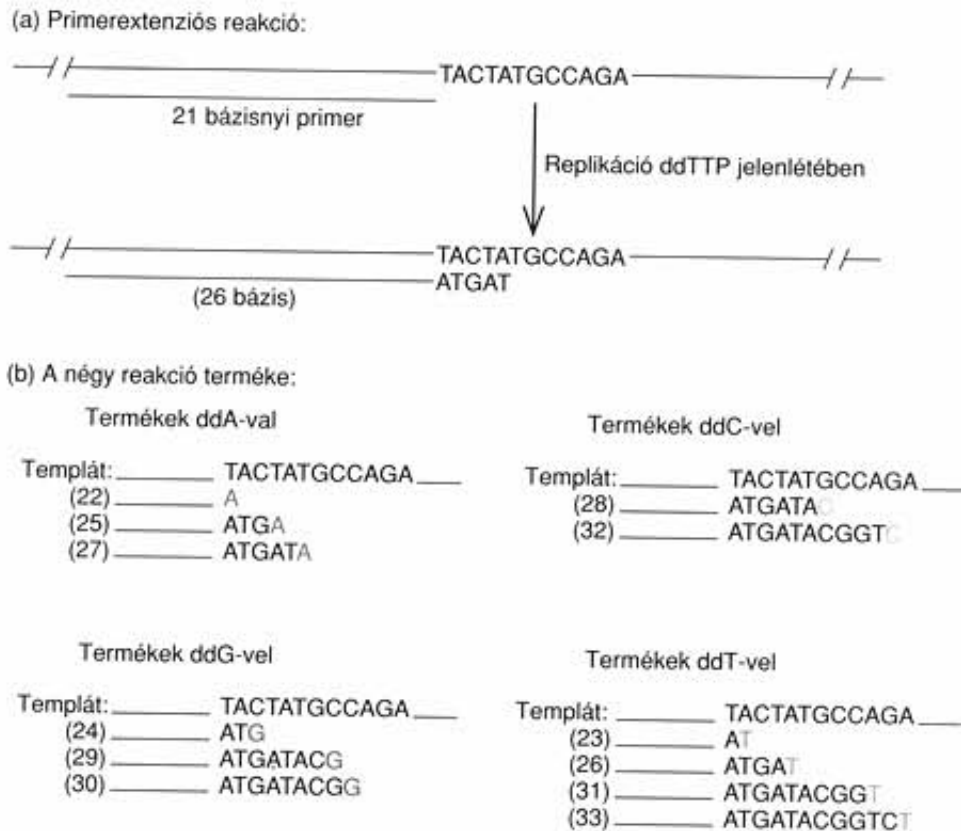 (a) Primerextenziós reakció:
TACTATGCCAGA
21 bázisnyi primer
Replikáció ddTTP jelenlétében
TACTATGCCAGA
ATGAT
(26 bázis)
(b) A négy reakció terméke:
Termékek ddA-val
Templát: TACTATGCCAGA
(22) A
(25) ATGA
(27) ATGATA
Termékek ddC-vel
Templát: TACTATGCCAGA
(28) ATGATAC
(32) ATGATACGGTC
Termékek ddG-vel
Templát: TACTATGCCAGA
(24) ATG
(29) ATGATACG
(30) ATGATACGG
Termékek ddT-vel
Templát: TACTATGCCAGA
(23) AT
(26) ATGAT
(31) ATGATACGGT
(33) ATGATACGGTCT